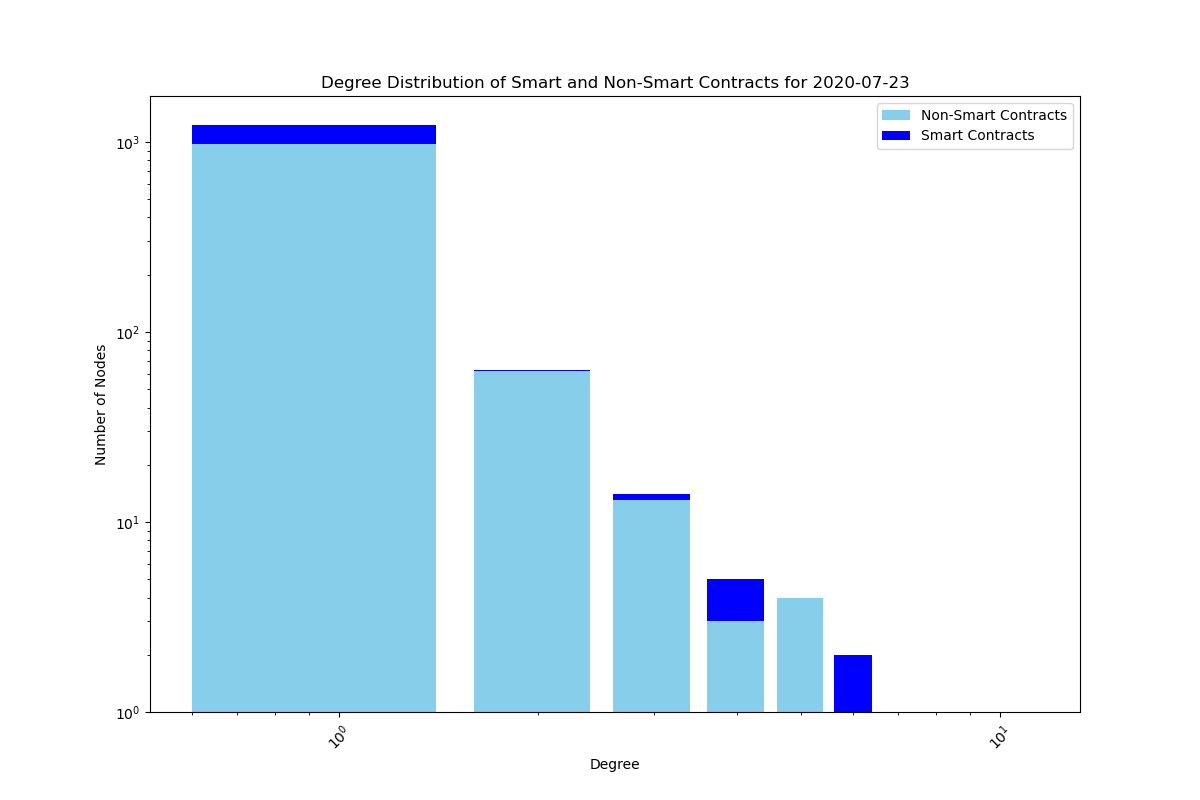 Degree Distribution of Smart and Non-Smart Contracts for 2020-07-23
Non-Smart Contracts
Smart Contracts
Number of Nodes
10³
10²
10¹
10⁰
10⁰ 10¹
Degree